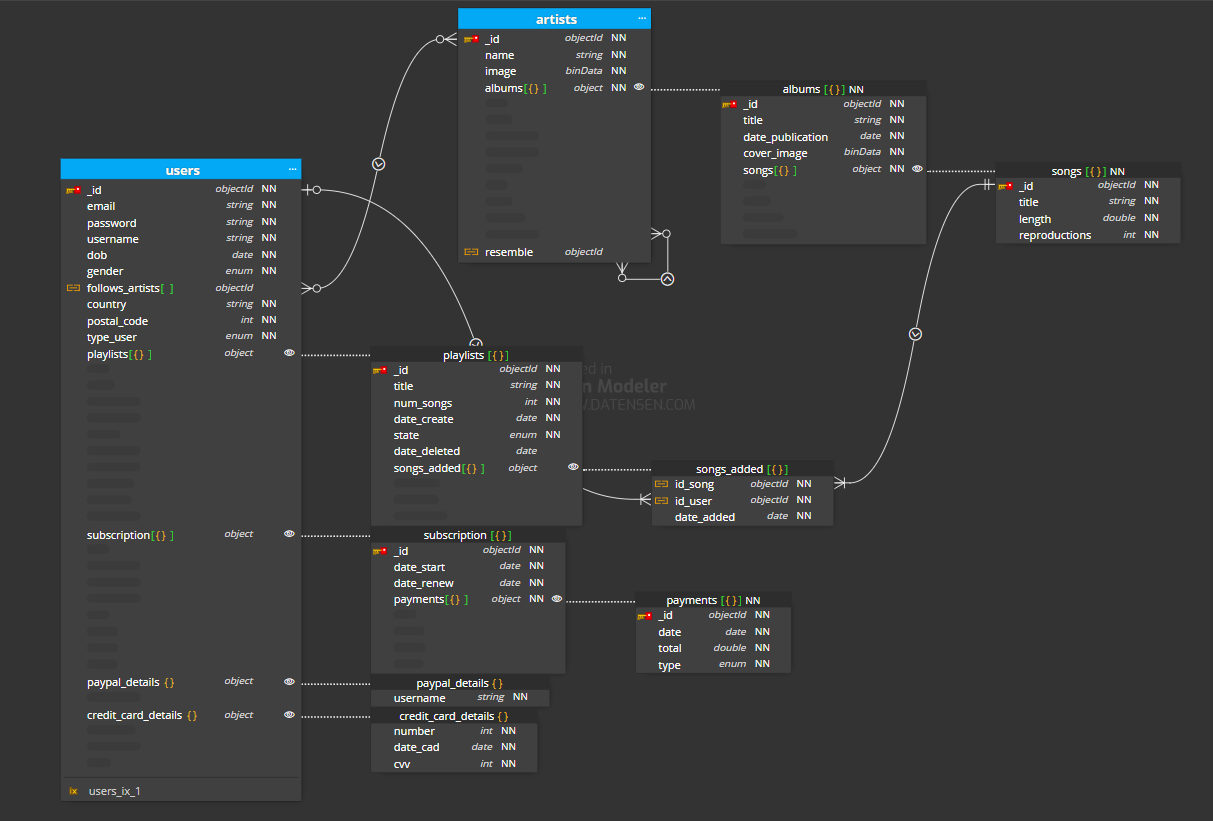 artists ...
_id objectId NN
name string NN
image binData NN
albums[{} ] object NN
resemble objectId
albums [{}] NN
_id objectId NN
title string NN
date_publication date NN
cover_image binData NN
songs[{} ] object NN
songs [{}] NN
_id objectId NN
title string NN
length double NN
reproductions int NN
users ...
_id objectId NN
email string NN
password string NN
username string NN
dob date NN
gender enum NN
follows_artists[ ] objectId
country string NN
postal_code int NN
type_user enum NN
playlists[{} ] object
subscription[{} ] object
paypal_details {} object
credit_card_details {} object
users_ix_1
playlists [{}]
_id objectId NN
title string NN
num_songs int NN
date_create date NN
state enum NN
date_deleted date
songs_added[{} ] object
ed in
n Modeler
.DATENSEN.COM
songs_added [{}]
id_song objectId NN
id_user objectId NN
date_added date NN
subscription [{}]
_id objectId NN
date_start date NN
date_renew date NN
payments[{} ] object NN
payments [{}] NN
_id objectId NN
date date NN
total double NN
type enum NN
paypal_details {}
username string NN
credit_card_details {}
number int NN
date_cad date NN
cvv int NN